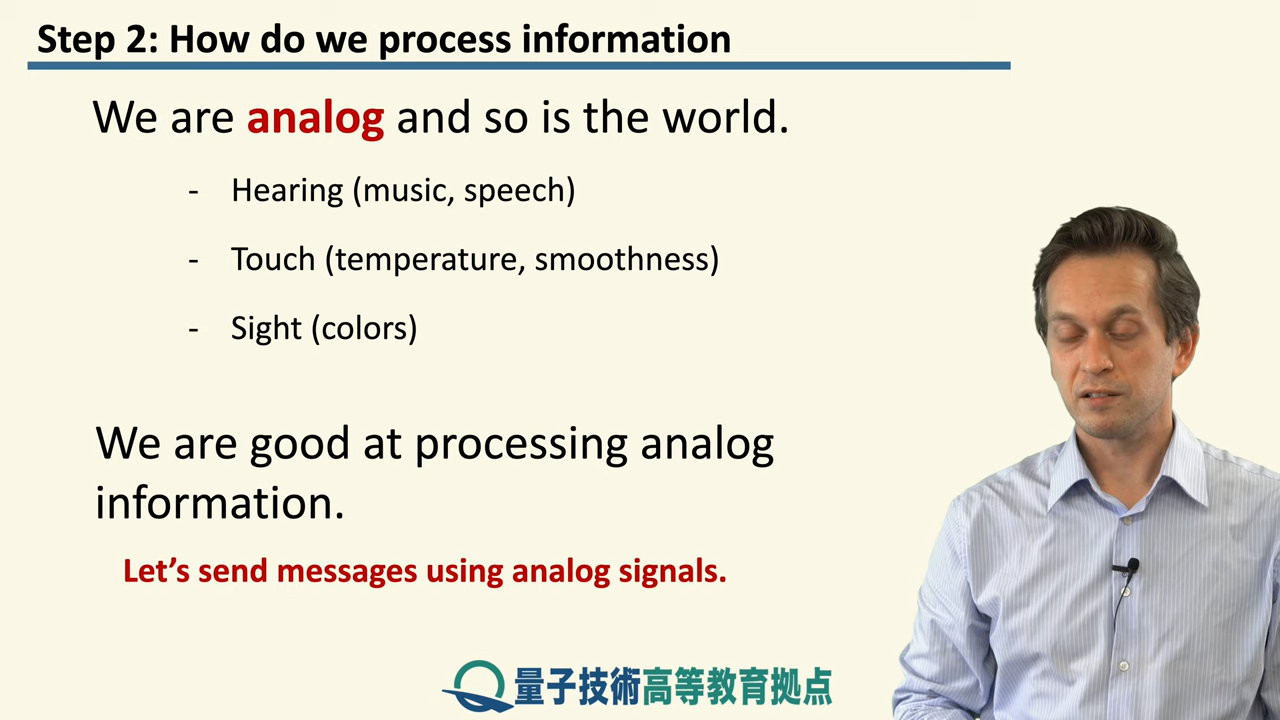 Step 2: How do we process information
We are analog and so is the world.
- Hearing (music, speech)
- Touch (temperature, smoothness)
- Sight (colors)
We are good at processing analog
information.
Let’s send messages using analog signals.
量子技術高等教育拠点